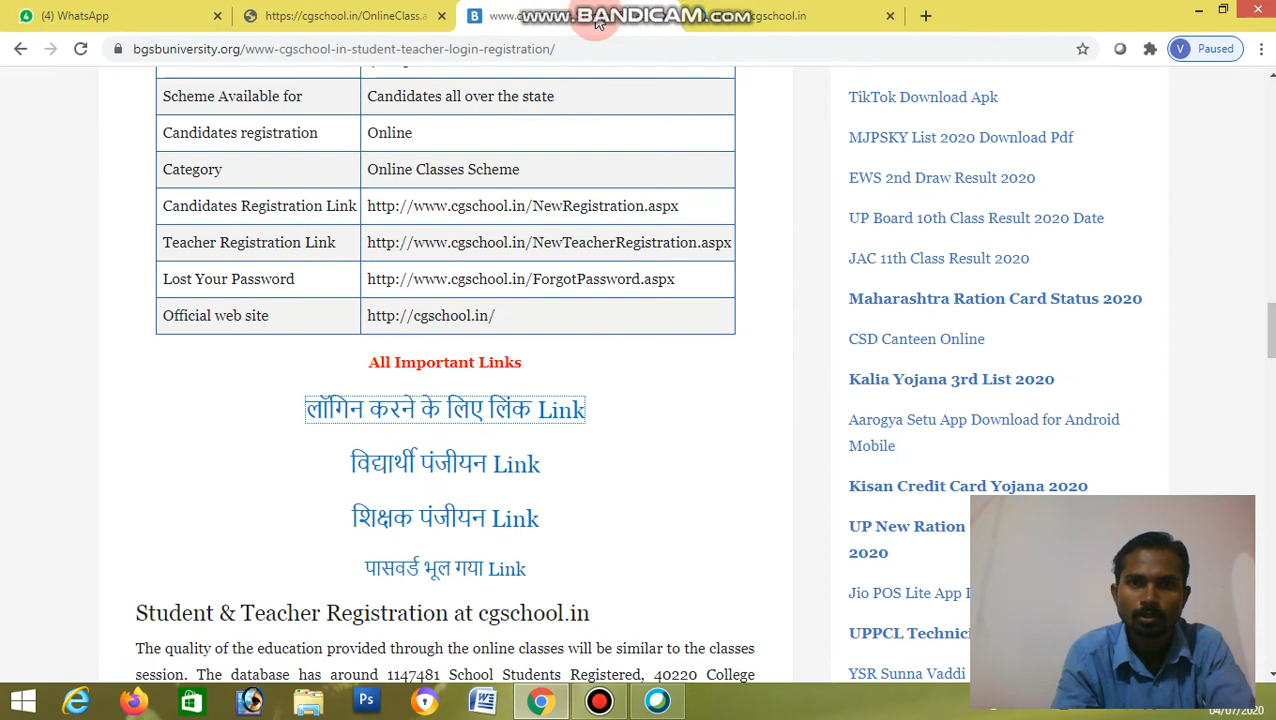 (4) WhatsApp
https://cgschool.in/OnlineClass.a
www.c
www.BANDICAM.com
cgschool.in
bgsbuniversity.org/www-cgschool-in-student-teacher-login-registration/
V Paused
Scheme Available for Candidates all over the state
Candidates registration Online
Category Online Classes Scheme
Candidates Registration Link http://www.cgschool.in/NewRegistration.aspx
Teacher Registration Link http://www.cgschool.in/NewTeacherRegistration.aspx
Lost Your Password http://www.cgschool.in/ForgotPassword.aspx
Official web site http://cgschool.in/
All Important Links
लॉगिन करने के लिए लिंक Link
विद्यार्थी पंजीयन Link
शिक्षक पंजीयन Link
पासवर्ड भूल गया Link
Student & Teacher Registration at cgschool.in
The quality of the education provided through the online classes will be similar to the classes
session. The database has around 1147481 School Students Registered, 40220 College
TikTok Download Apk
MJPSKY List 2020 Download Pdf
EWS 2nd Draw Result 2020
UP Board 10th Class Result 2020 Date
JAC 11th Class Result 2020
Maharashtra Ration Card Status 2020
CSD Canteen Online
Kalia Yojana 3rd List 2020
Aarogya Setu App Download for Android
Mobile
Kisan Credit Card Yojana 2020
UP New Ration
2020
Jio POS Lite App
UPPCL Technici
YSR Sunna Vaddi
Ps
04/07/2020